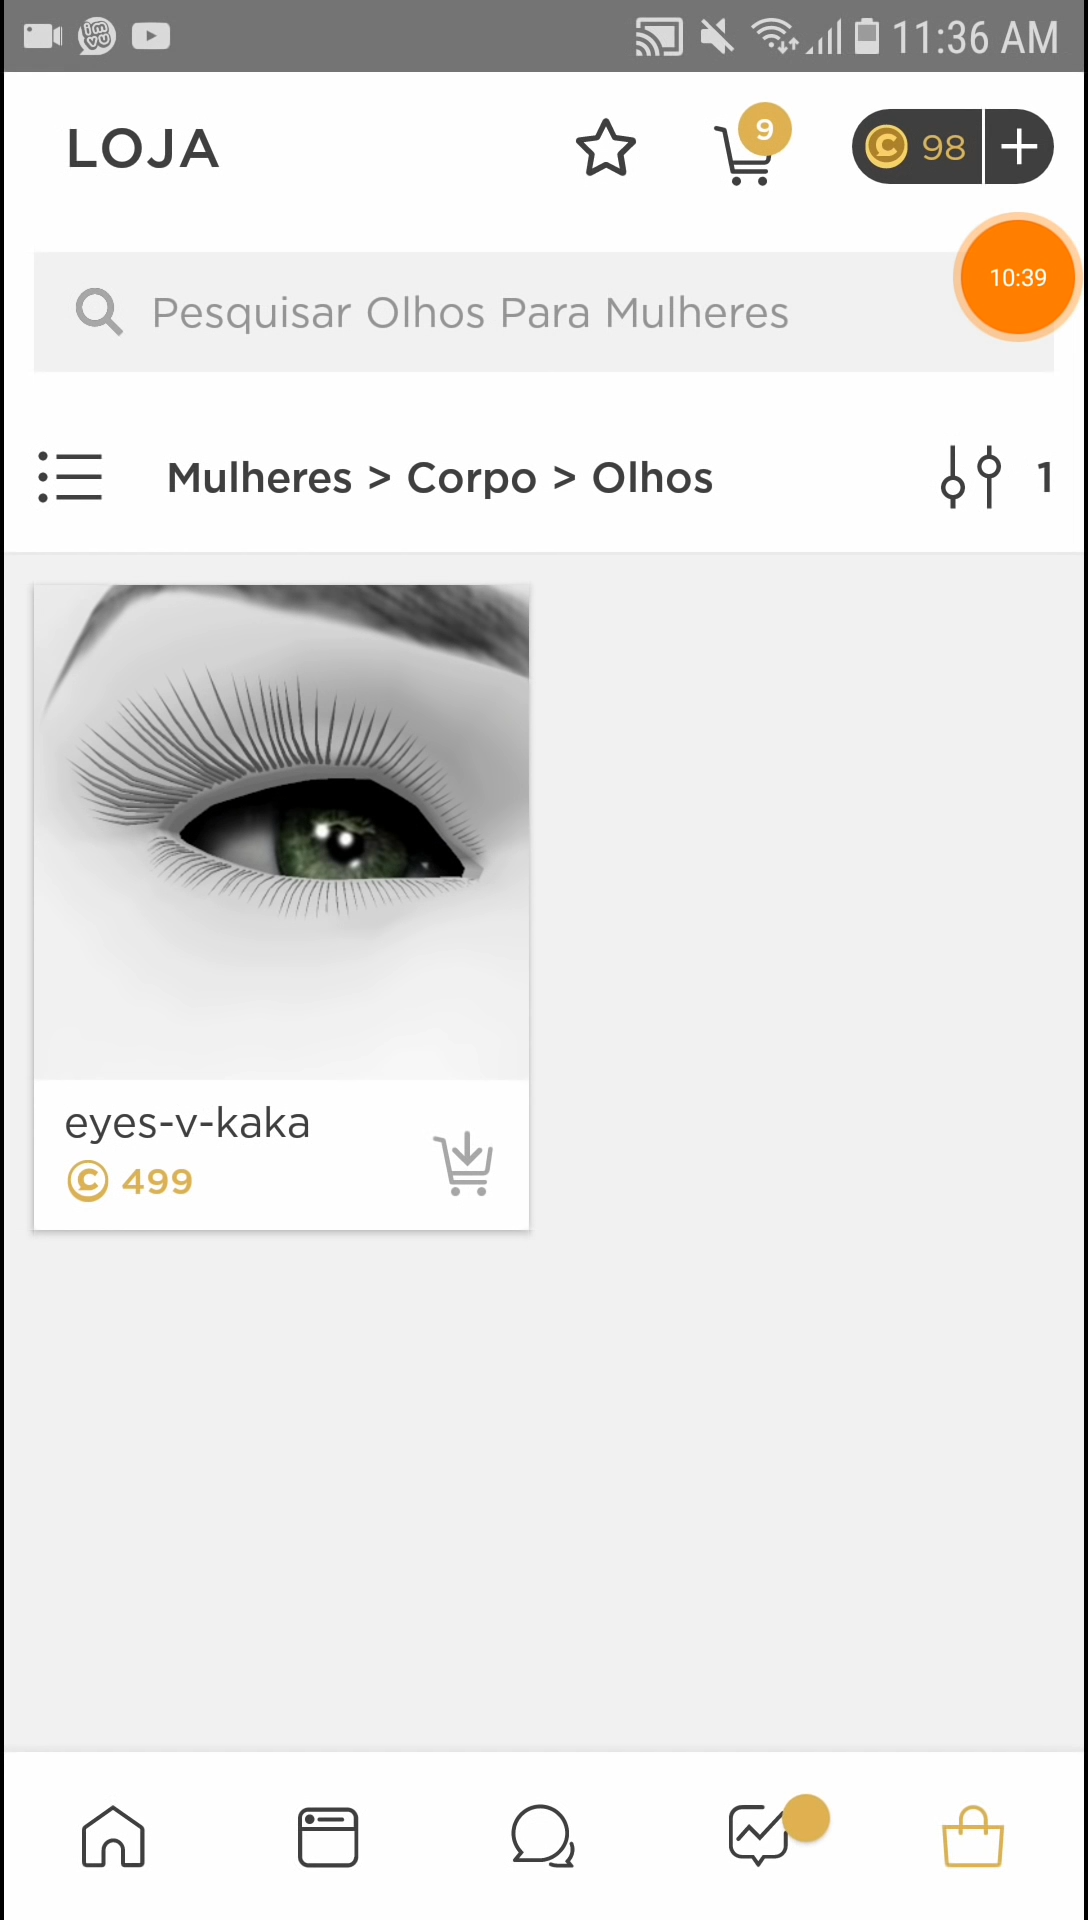 11:36 AM
LOJA
9
98
10:39
Pesquisar Olhos Para Mulheres
Mulheres > Corpo > Olhos
1
eyes-v-kaka
499